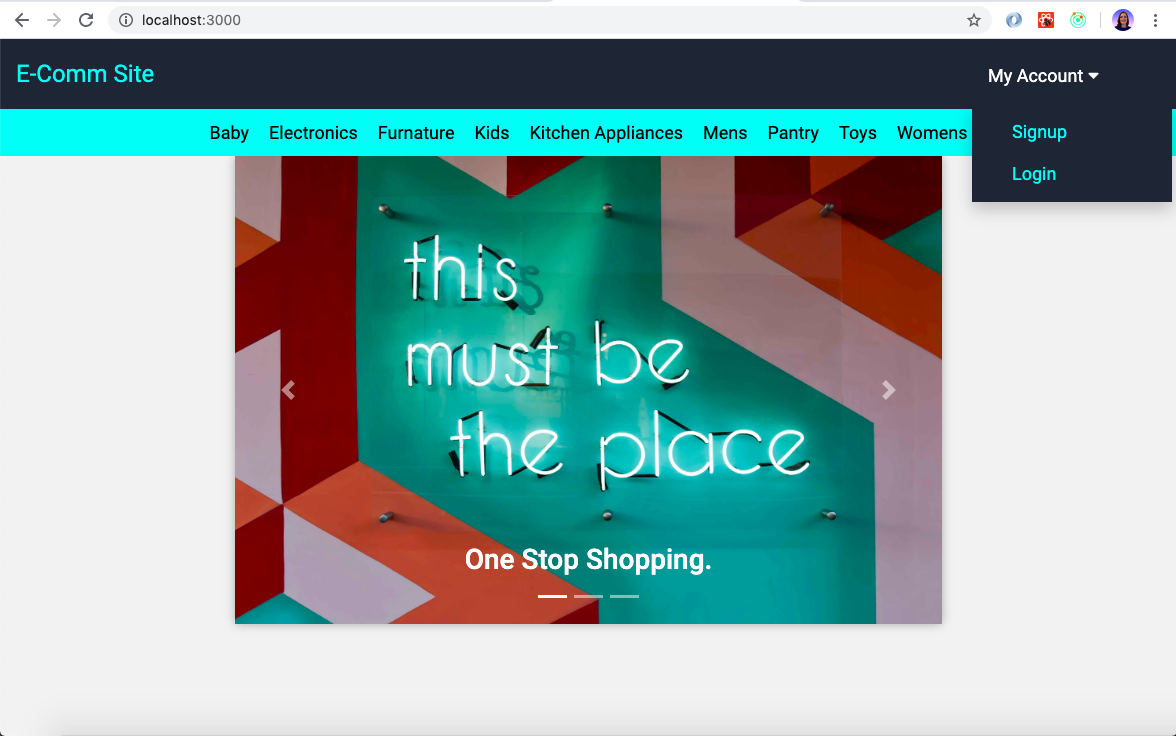 localhost:3000
E-Comm Site
My Account
Baby Electronics Furnature Kids Kitchen Appliances Mens Pantry Toys Womens
Signup
Login
this
must be
the place
One Stop Shopping.